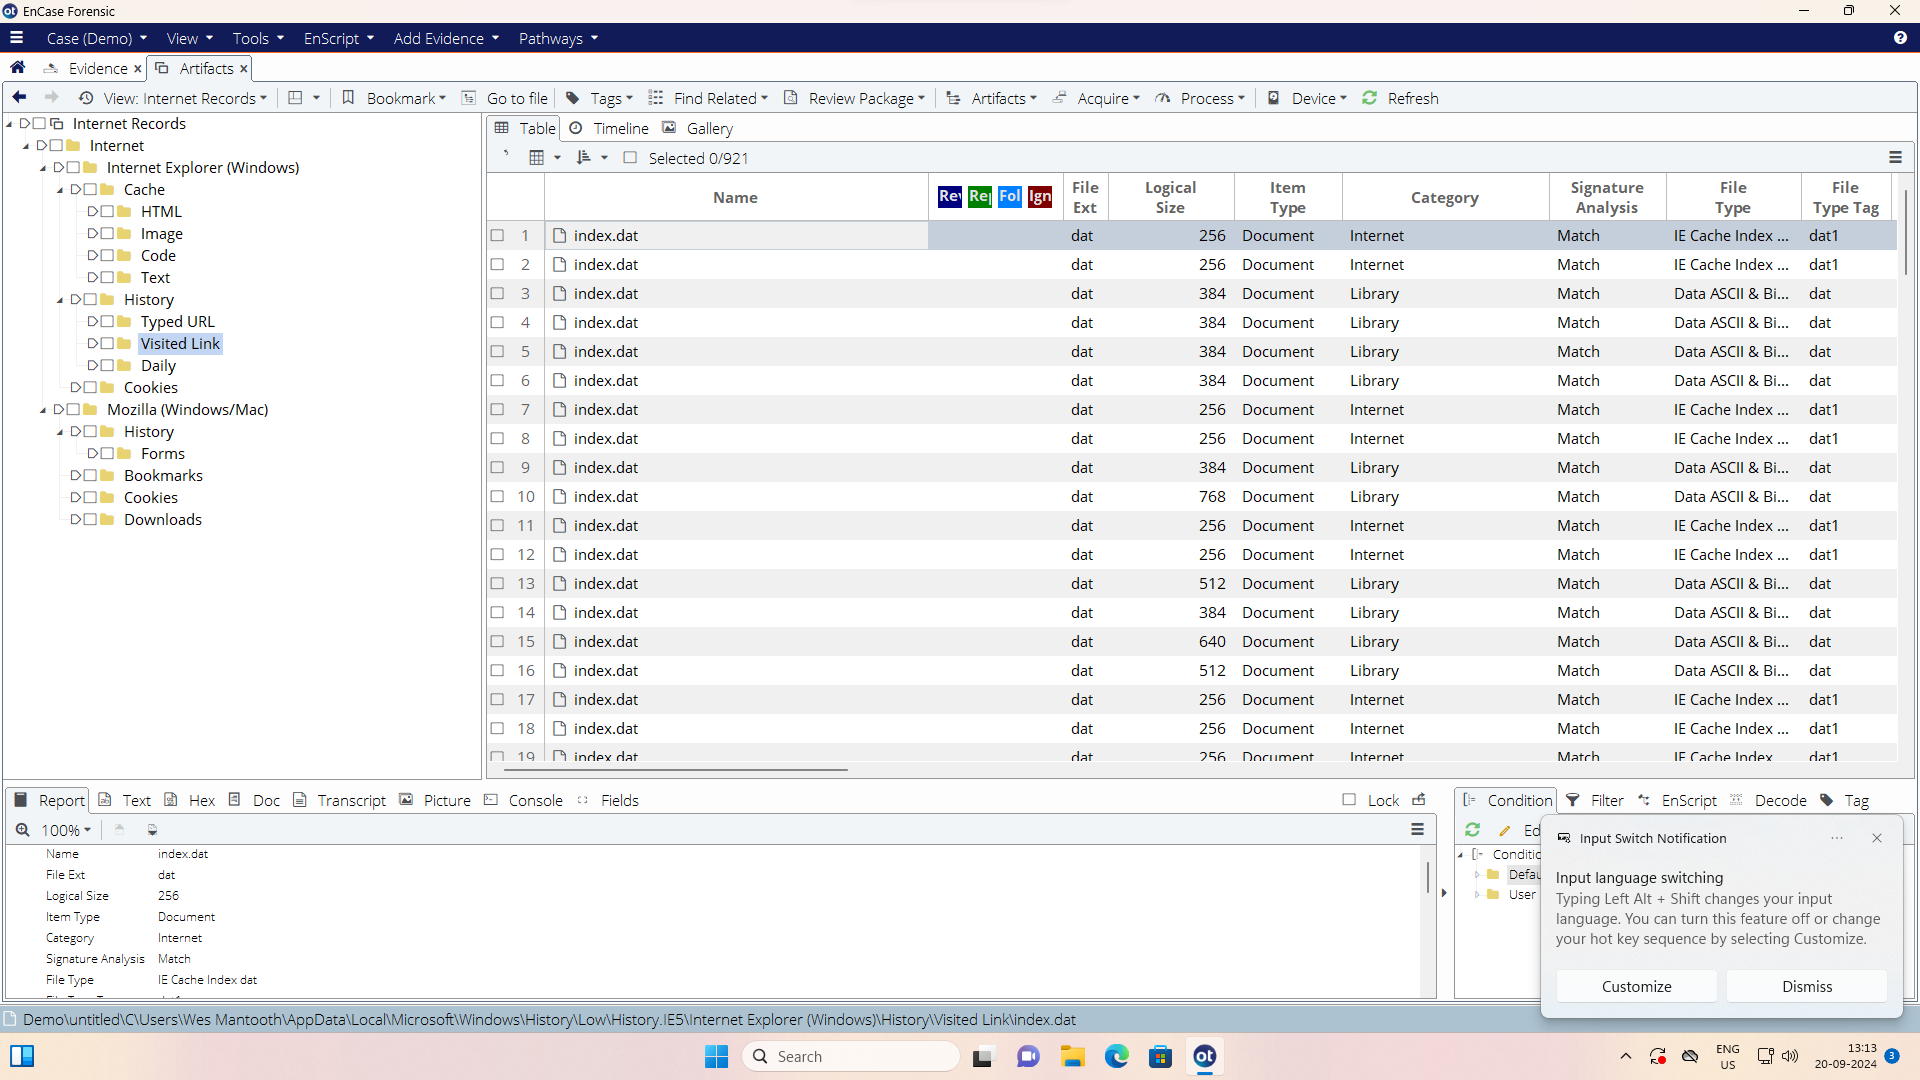 EnCase Forensic
Case (Demo) View Tools EnScript Add Evidence Pathways
Evidence Artifacts
View: Internet Records Bookmark Go to file Tags Find Related Review Package Artifacts Acquire Process Device Refresh
Internet Records
Internet
Internet Explorer (Windows)
Cache
HTML
Image
Code
Text
History
Typed URL
Visited Link
Daily
Cookies
Mozilla (Windows/Mac)
History
Forms
Bookmarks
Cookies
Downloads
Table Timeline Gallery
Selected 0/921
Name Rev Rep Fol Ign File Ext Logical Size Item Type Category Signature Analysis File Type File Type Tag
1 index.dat dat 256 Document Internet Match IE Cache Index ... dat1
2 index.dat dat 256 Document Internet Match IE Cache Index ... dat1
3 index.dat dat 384 Document Library Match Data ASCII & Bi... dat
4 index.dat dat 384 Document Library Match Data ASCII & Bi... dat
5 index.dat dat 384 Document Library Match Data ASCII & Bi... dat
6 index.dat dat 384 Document Library Match Data ASCII & Bi... dat
7 index.dat dat 256 Document Internet Match IE Cache Index ... dat1
8 index.dat dat 256 Document Internet Match IE Cache Index ... dat1
9 index.dat dat 384 Document Library Match Data ASCII & Bi... dat
10 index.dat dat 768 Document Library Match Data ASCII & Bi... dat
11 index.dat dat 256 Document Internet Match IE Cache Index ... dat1
12 index.dat dat 256 Document Internet Match IE Cache Index ... dat1
13 index.dat dat 512 Document Library Match Data ASCII & Bi... dat
14 index.dat dat 384 Document Library Match Data ASCII & Bi... dat
15 index.dat dat 640 Document Library Match Data ASCII & Bi... dat
16 index.dat dat 512 Document Library Match Data ASCII & Bi... dat
17 index.dat dat 256 Document Internet Match IE Cache Index ... dat1
18 index.dat dat 256 Document Internet Match IE Cache Index ... dat1
19 index.dat dat 256 Document Internet Match IE Cache Index ... dat1
Report Text Hex Doc Transcript Picture Console Fields Lock
100%
Name index.dat
File Ext dat
Logical Size 256
Item Type Document
Category Internet
Signature Analysis Match
File Type IE Cache Index dat
Condition Filter EnScript Decode Tag
Ed
Conditio
Defau
User
Input Switch Notification
Input language switching
Typing Left Alt + Shift changes your input
language. You can turn this feature off or change
your hot key sequence by selecting Customize.
Customize Dismiss
Demo\untitled\C\Users\Wes Mantooth\AppData\Local\Microsoft\Windows\History\Low\History.IE5\Internet Explorer (Windows)\History\Visited Link\index.dat
Search
ot
ENG
US
13:13
20-09-2024
3